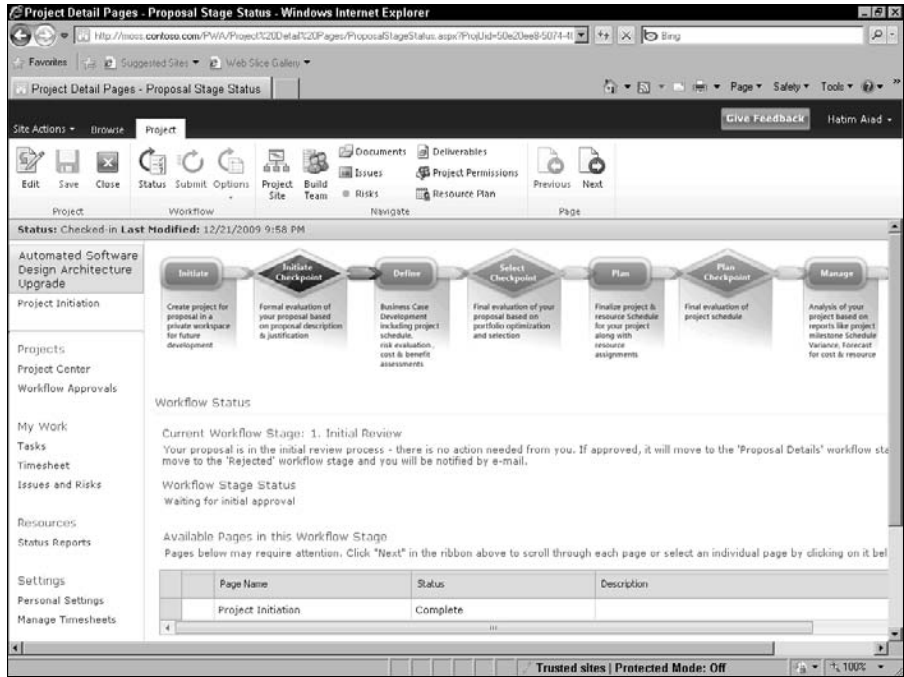 Project Detail Pages - Proposal Stage Status - Windows Internet Explorer
http://moss.contoso.com/PWA/Project%20Detail%20Pages/ProposalStageStatus.aspx?ProjUid=50e20ee8-5074-4
Bing
Favorites Suggested Sites Web Slice Gallery
Project Detail Pages - Proposal Stage Status
Page Safety Tools
Give Feedback Hatim Aiad
Site Actions Browse Project
Edit Save Close Status Submit Options Project Site Build Team Documents Issues Risks Deliverables Project Permissions Resource Plan Previous Next
Project Workflow Navigate Page
Status: Checked-in Last Modified: 12/21/2009 9:58 PM
Automated Software
Design Architecture
Upgrade
Project Initiation
Projects
Project Center
Workflow Approvals
My Work
Tasks
Timesheet
Issues and Risks
Resources
Status Reports
Settings
Personal Settings
Manage Timesheets
Initiate
Create project for
proposal in a
private workspace
for future
development
Initiate
Checkpoint
Formal evaluation of
your proposal based
on proposal description
& justification
Define
Business Case
Development
including project
schedule,
risk evaluation,
cost & benefit
assessments
Select
Checkpoint
Final evaluation of your
proposal based on
portfolio optimization
and selection
Plan
Finalize project &
resource Schedule
for your project
along with
resource
assignments
Plan
Checkpoint
Final evaluation of
project schedule
Manage
Analysis of your
project based on
reports like project
milestone Schedule
Variance, Forecast
for cost & resource
Workflow Status
Current Workflow Stage: 1. Initial Review
Your proposal is in the initial review process - there is no action needed from you. If approved, it will move to the 'Proposal Details' workflow sta
move to the 'Rejected' workflow stage and you will be notified by e-mail.
Workflow Stage Status
Waiting for initial approval
Available Pages in this Workflow Stage
Pages below may require attention. Click "Next" in the ribbon above to scroll through each page or select an individual page by clicking on it bel
Page Name Status Description
Project Initiation Complete
Trusted sites | Protected Mode: Off 100%